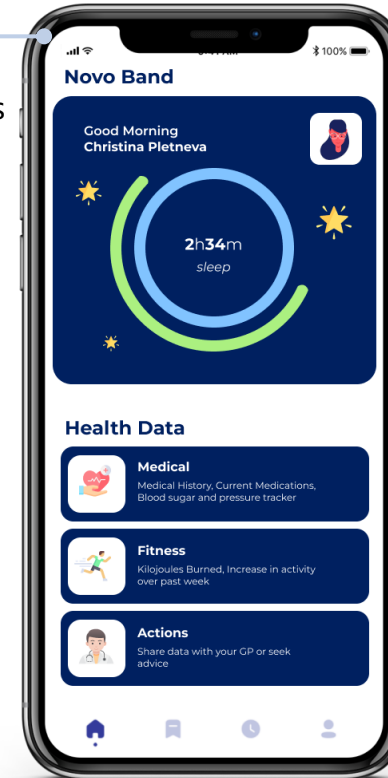 s
100%
Novo Band
Good Morning
Christina Pletneva
2h34m
sleep
Health Data
Medical
Medical History, Current Medications,
Blood sugar and pressure tracker
Fitness
Kilojoules Burned, Increase in activity
over past week
Actions
Share data with your GP or seek
advice